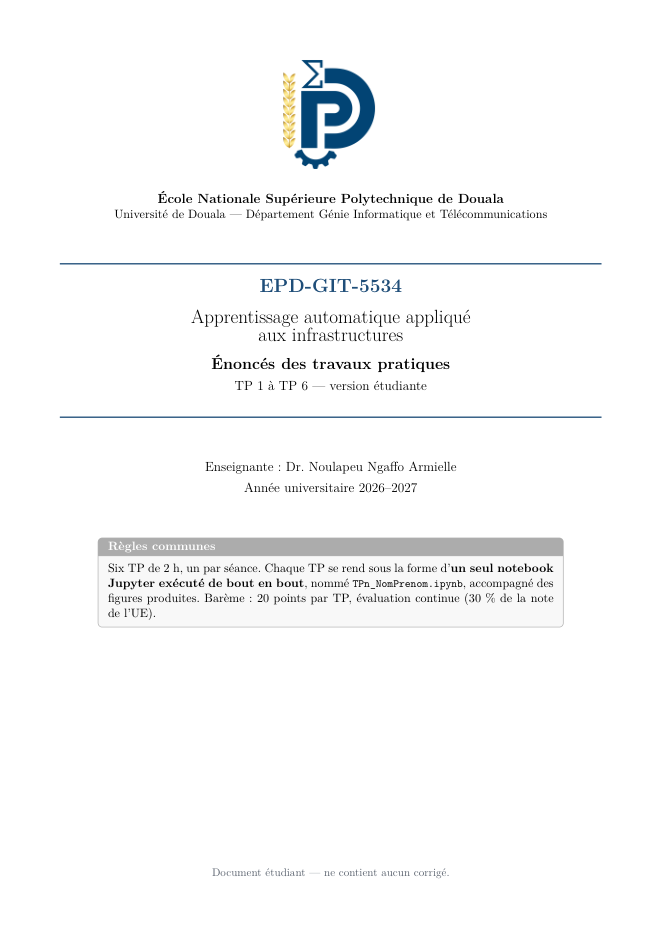 École Nationale Supérieure Polytechnique de Douala
Université de Douala — Département Génie Informatique et Télécommunications
EPD-GIT-5534
Apprentissage automatique appliqué
aux infrastructures
Énoncés des travaux pratiques
TP 1 à TP 6 — version étudiante
Enseignante : Dr. Noulapeu Ngaffo Armielle
Année universitaire 2026–2027
Règles communes
Six TP de 2 h, un par séance. Chaque TP se rend sous la forme d'un seul notebook
Jupyter exécuté de bout en bout, nommé TPn_NomPrenom.ipynb, accompagné des
figures produites. Barème : 20 points par TP, évaluation continue (30 % de la note
de l'UE).
Document étudiant — ne contient aucun corrigé.